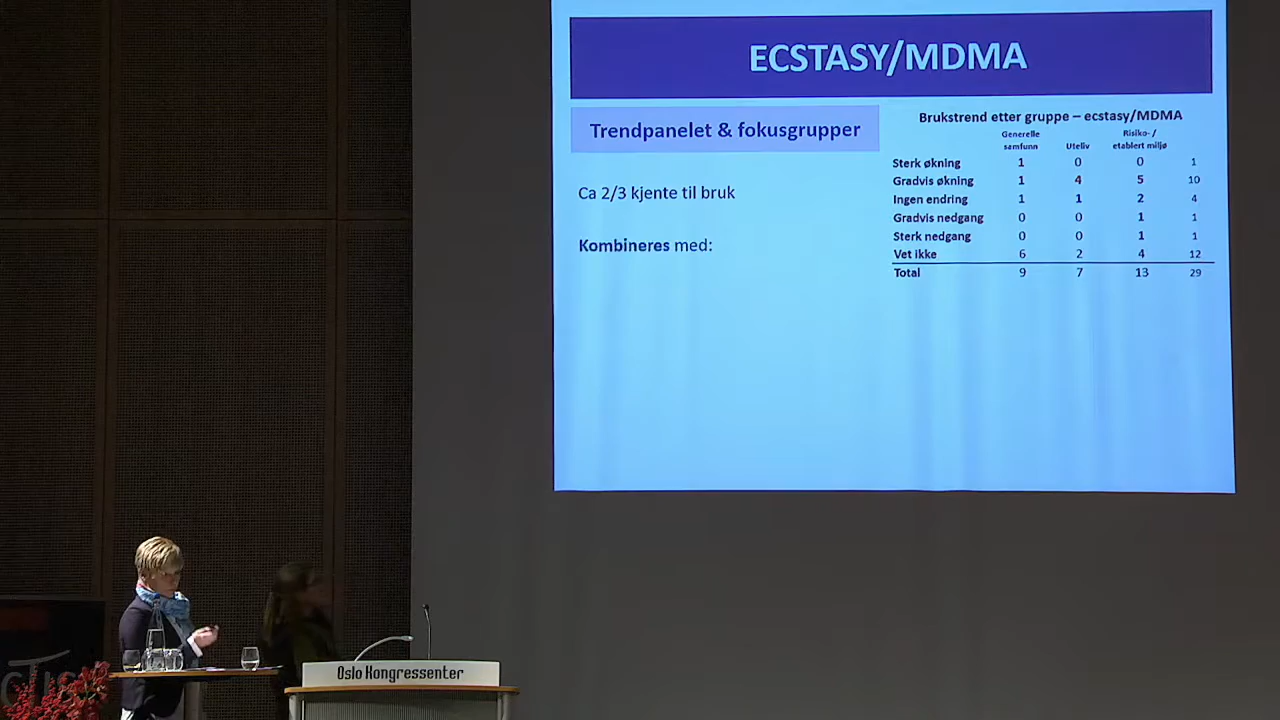 ECSTASY/MDMA
Trendpanelet & fokusgrupper
Ca 2/3 kjente til bruk
Kombineres med:
Brukstrend etter gruppe – ecstasy/MDMA
Generelle samfunn Uteliv Risiko-/ etablert miljø
Sterk økning 1 0 0 1
Gradvis økning 1 4 5 10
Ingen endring 1 1 2 4
Gradvis nedgang 0 0 1 1
Sterk nedgang 0 0 1 1
Vet ikke 6 2 4 12
Total 9 7 13 29
Oslo Kongressenter